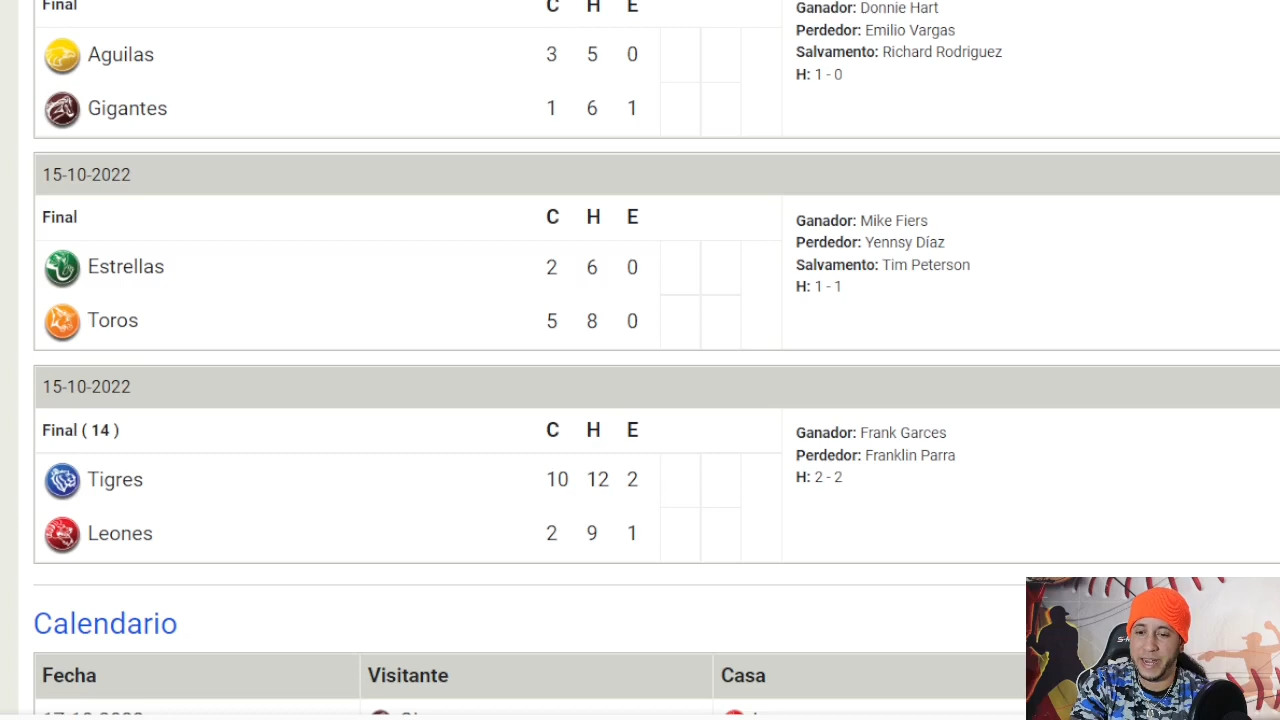 Final C H E
Aguilas 3 5 0
Gigantes 1 6 1
Ganador: Donnie Hart
Perdedor: Emilio Vargas
Salvamento: Richard Rodriguez
H: 1 - 0
15-10-2022
Final C H E
Estrellas 2 6 0
Toros 5 8 0
Ganador: Mike Fiers
Perdedor: Yennsy Díaz
Salvamento: Tim Peterson
H: 1 - 1
15-10-2022
Final ( 14 ) C H E
Tigres 10 12 2
Leones 2 9 1
Ganador: Frank Garces
Perdedor: Franklin Parra
H: 2 - 2
Calendario
Fecha Visitante Casa